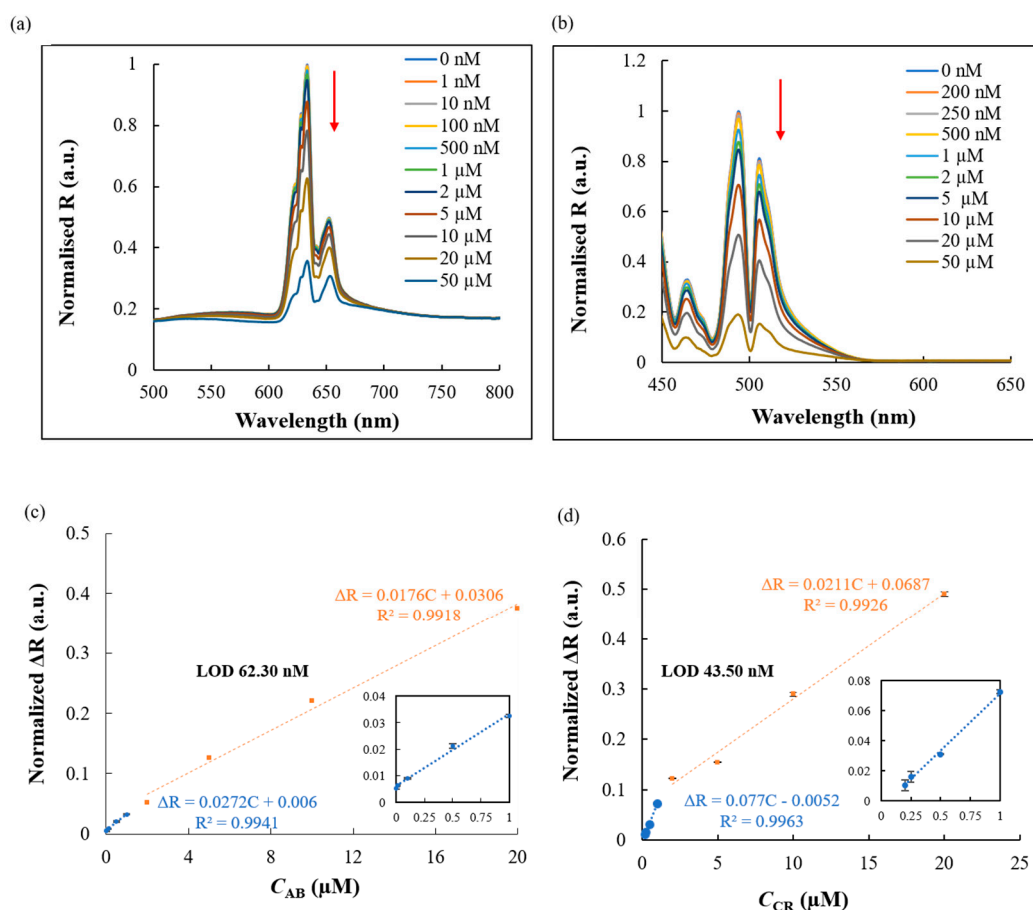 (a)
Normalised R (a.u.)
1
0.8
0.6
0.4
0.2
0
500
550
600
650
700
750
800
Wavelength (nm)
0 nM
1 nM
10 nM
100 nM
500 nM
1 µM
2 µM
5 µM
10 µM
20 µM
50 µM
(b)
Normalised R (a.u.)
1.2
1
0.8
0.6
0.4
0.2
0
450
500
550
600
650
Wavelength (nm)
0 nM
200 nM
250 nM
500 nM
1 µM
2 µM
5 µM
10 µM
20 µM
50 µM
(c)
Normalized ΔR (a.u.)
0.5
0.4
0.3
0.2
0.1
0
0
4
8
12
16
20
C_AB (µM)
ΔR = 0.0176C + 0.0306
R² = 0.9918
LOD 62.30 nM
ΔR = 0.0272C + 0.006
R² = 0.9941
0.04
0.03
0.02
0.01
0
0
0.25
0.5
0.75
1
(d)
Normalized ΔR (a.u.)
0.6
0.5
0.4
0.3
0.2
0.1
0
0
5
10
15
20
25
C_CR (µM)
ΔR = 0.0211C + 0.0687
R² = 0.9926
LOD 43.50 nM
ΔR = 0.077C - 0.0052
R² = 0.9963
0.08
0.06
0.04
0.02
0
0
0.25
0.5
0.75
1